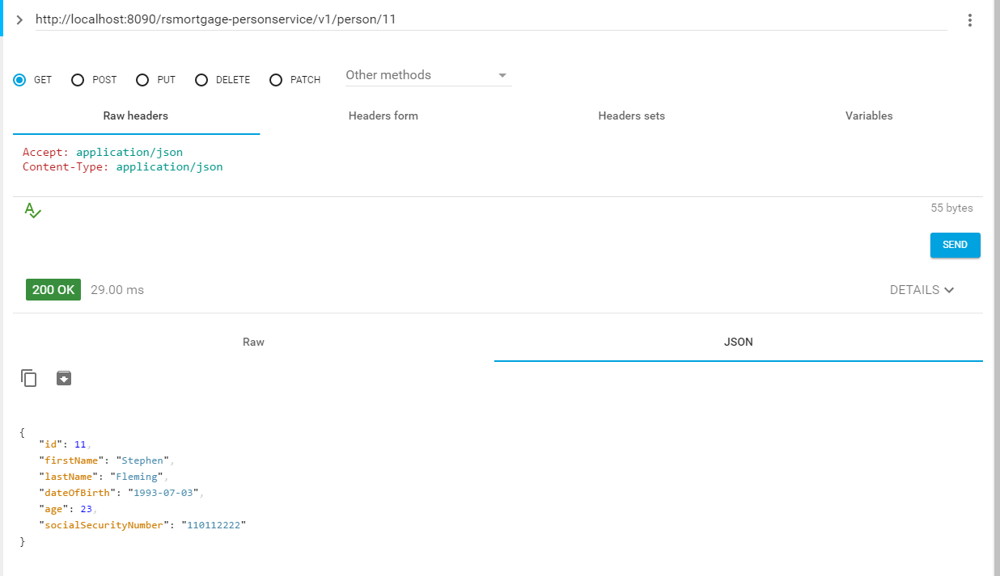 http://localhost:8090/rsmortgage-personservice/v1/person/11
GET POST PUT DELETE PATCH Other methods
Raw headers Headers form Headers sets Variables
Accept: application/json
Content-Type: application/json
55 bytes
SEND
200 OK 29.00 ms DETAILS
Raw JSON
{
"id": 11,
"firstName": "Stephen",
"lastName": "Fleming",
"dateOfBirth": "1993-07-03",
"age": 23,
"socialSecurityNumber": "110112222"
}